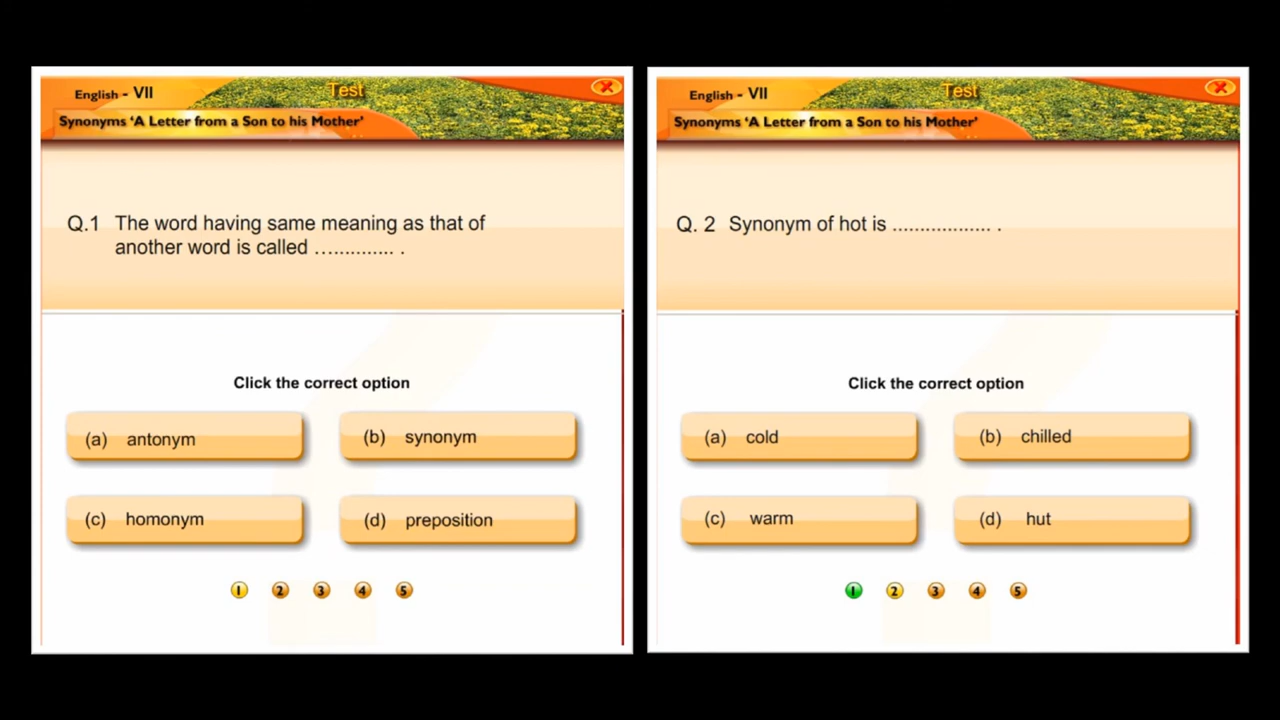 English - VII
Test
Synonyms ‘A Letter from a Son to his Mother’
Q.1 The word having same meaning as that of
another word is called .............. .
Click the correct option
(a) antonym
(b) synonym
(c) homonym
(d) preposition
1 2 3 4 5
English - VII
Test
Synonyms ‘A Letter from a Son to his Mother’
Q. 2 Synonym of hot is .................. .
Click the correct option
(a) cold
(b) chilled
(c) warm
(d) hut
1 2 3 4 5